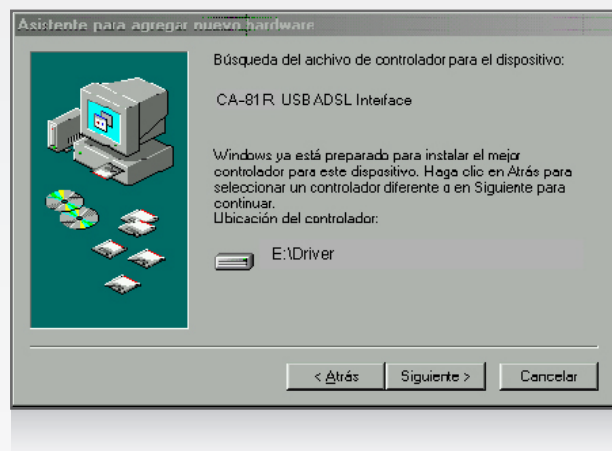 Asistente para agregar nuevo hardware
Búsqueda del archivo de controlador para el dispositivo:
CA-81R USB ADSL Interface
Windows ya está preparado para instalar el mejor
controlador para este dispositivo. Haga clic en Atrás para
seleccionar un controlador diferente o en Siguiente para
continuar.
Ubicación del controlador:
E:\Driver
< Atrás
Siguiente >
Cancelar